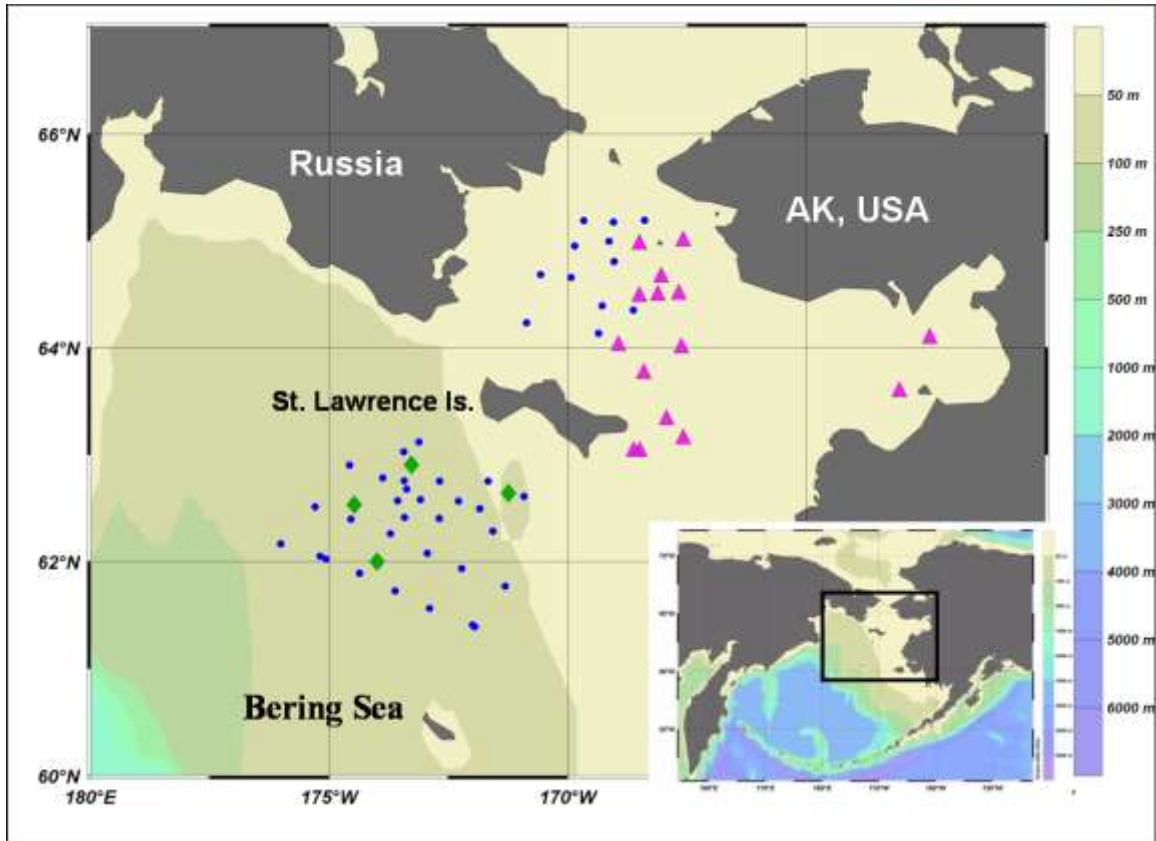 66°N
64°N
62°N
60°N
180°E
175°W
170°W
Russia
AK, USA
St. Lawrence Is.
Bering Sea
50 m
100 m
250 m
500 m
1000 m
2000 m
3000 m
4000 m
5000 m
6000 m